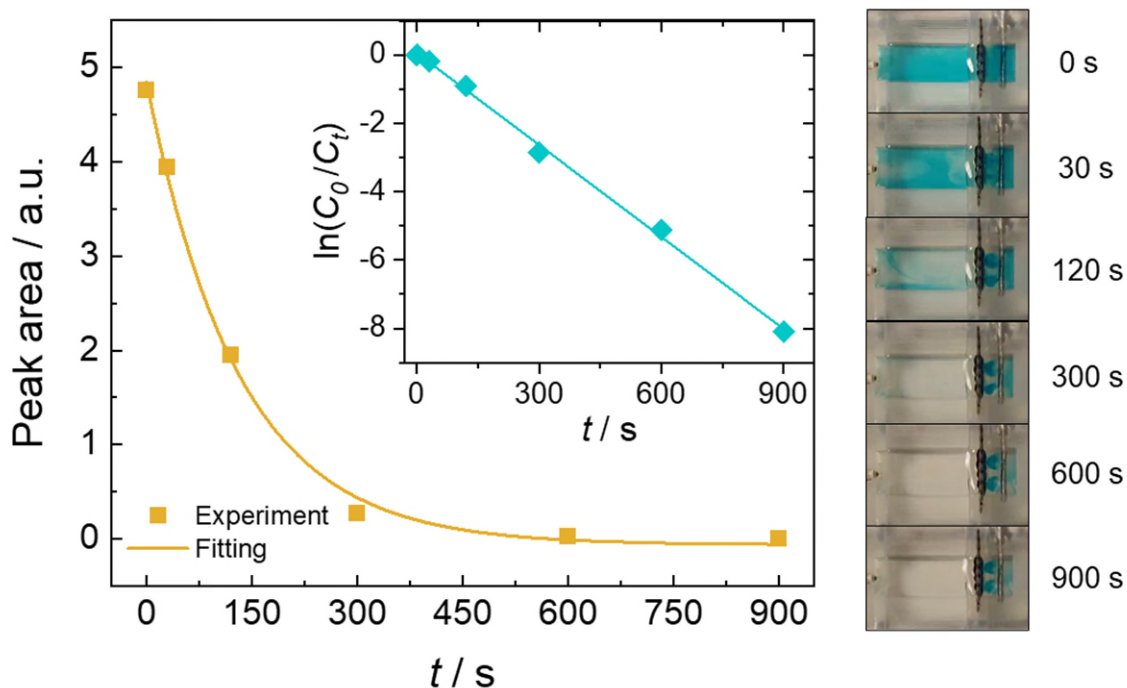 Peak area / a.u.
5
4
3
2
1
0
Experiment
Fitting
0 150 300 450 600 750 900
t / s
ln(C₀/Cₜ)
0
-2
-4
-6
-8
0 300 600 900
t / s
0 s
30 s
120 s
300 s
600 s
900 s